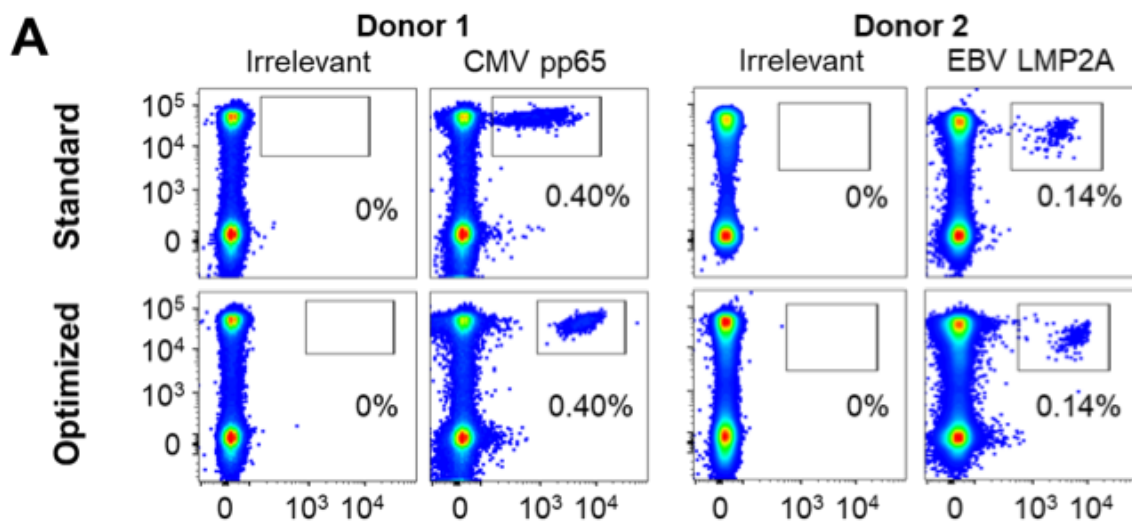 A
Donor 1
Donor 2
Irrelevant
CMV pp65
Irrelevant
EBV LMP2A
Standard
10⁵
10⁴
10³
0
0%
0.40%
0%
0.14%
Optimized
10⁵
10⁴
10³
0
0%
0.40%
0%
0.14%
0 10³ 10⁴
0 10³ 10⁴
0 10³ 10⁴
0 10³ 10⁴